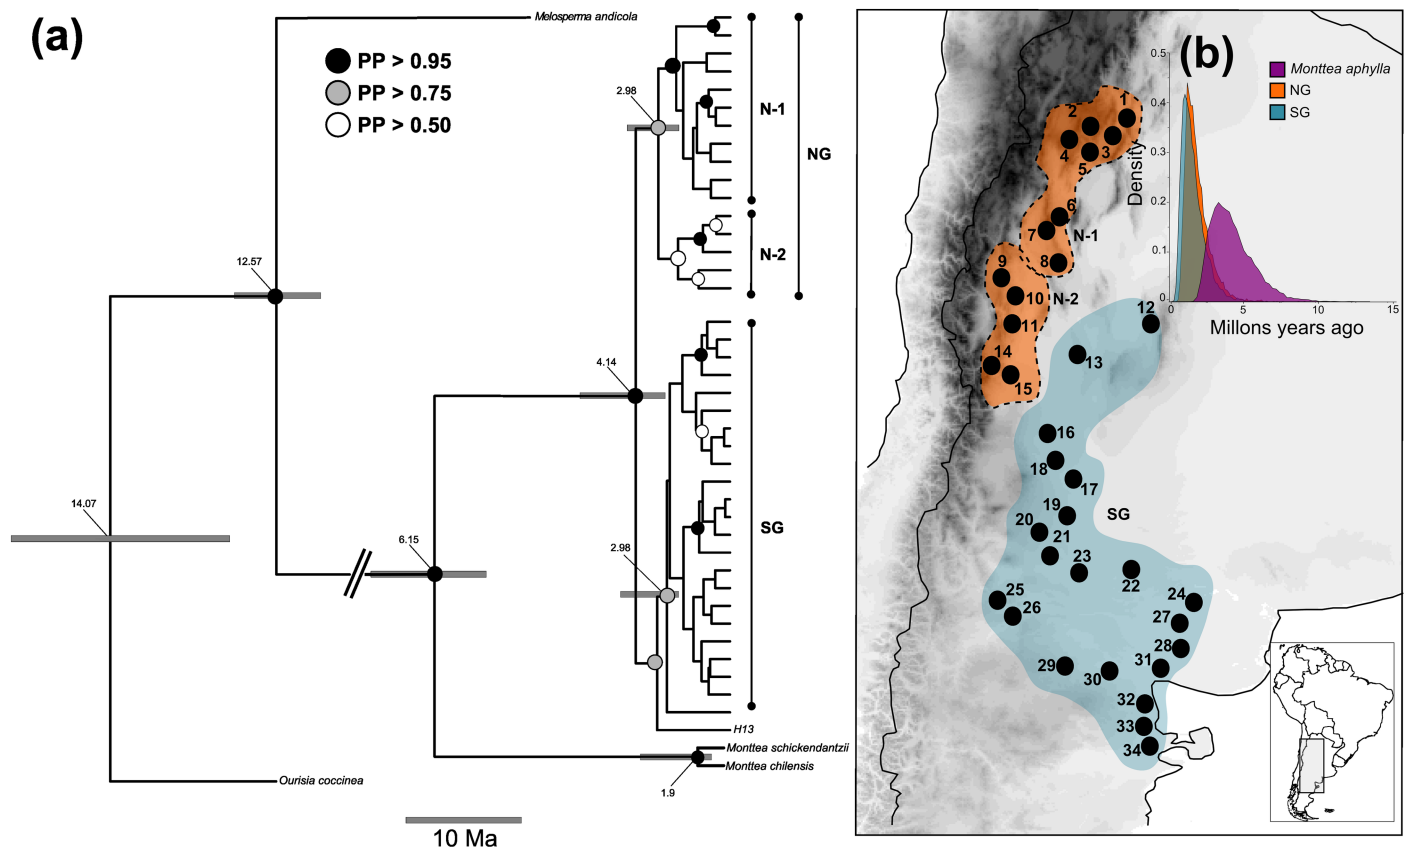 (a)
Melosperma andicola
PP > 0.95
PP > 0.75
PP > 0.50
2.98
N-1
NG
N-2
12.57
4.14
SG
14.07
6.15
2.98
H13
Monttea schickendantzii
Monttea chilensis
1.9
Ourisia coccinea
10 Ma
(b)
Monttea aphylla
NG
SG
0.5
0.4
0.3
0.2
0.1
0
Density
0 5 10 15
Millons years ago
1
2
3
4
5
6
7
N-1
8
9
10
N-2
11
12
13
14
15
16
18
17
19
SG
20
21
23
22
25
24
26
27
28
29
30
31
32
33
34